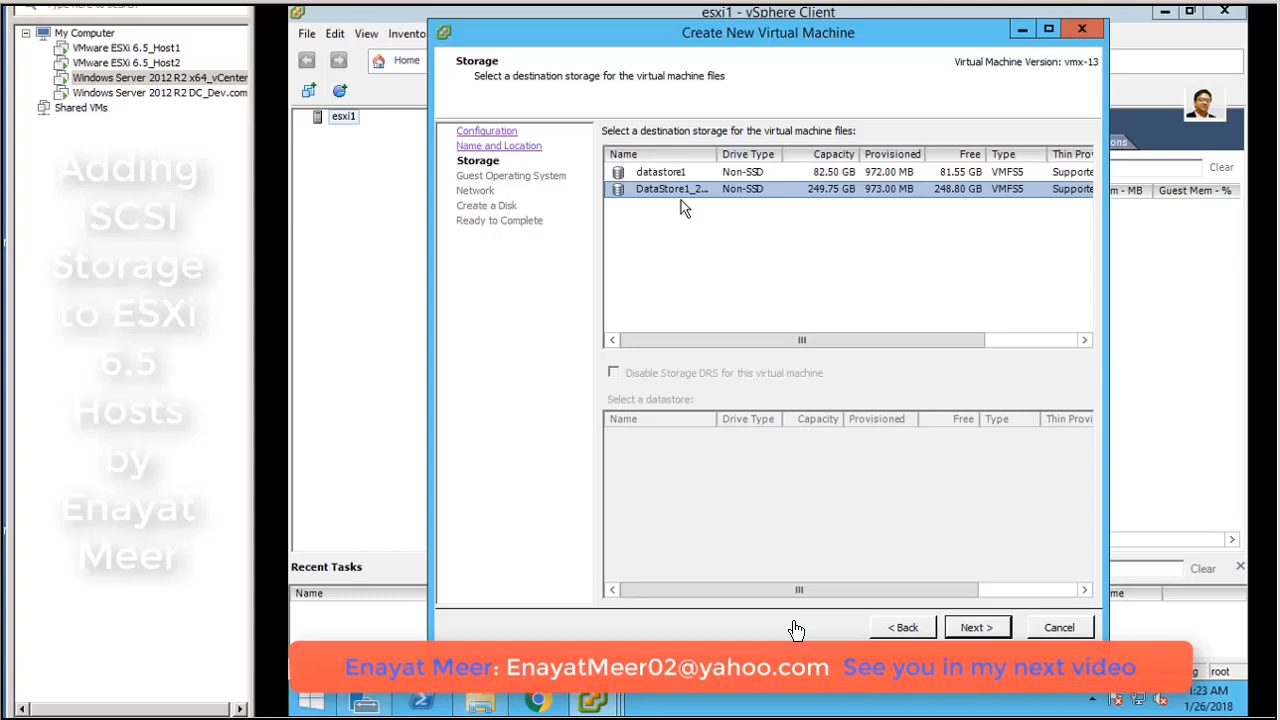 My Computer
VMware ESXi 6.5_Host1
VMware ESXi 6.5_Host2
Windows Server 2012 R2 x64_vCenter
Windows Server 2012 R2 DC_Dev.com
Shared VMs
Adding
iSCSI
Storage
to ESXi
6.5
Hosts
by
Enayat
Meer
esxi1 - vSphere Client
File Edit View Invento
Home
esxi1
Create New Virtual Machine
Storage
Select a destination storage for the virtual machine files
Virtual Machine Version: vmx-13
Configuration
Name and Location
Storage
Guest Operating System
Network
Create a Disk
Ready to Complete
Select a destination storage for the virtual machine files:
Name Drive Type Capacity Provisioned Free Type Thin Pro
datastore1 Non-SSD 82.50 GB 972.00 MB 81.55 GB VMFS5 Supporte
DataStore1_2... Non-SSD 249.75 GB 973.00 MB 248.80 GB VMFS5 Supporte
Disable Storage DRS for this virtual machine
Select a datastore:
Name Drive Type Capacity Provisioned Free Type Thin Provi
< Back Next > Cancel
ons
Clear
m - MB Guest Mem - %
Recent Tasks
Clear
Name
me
Enayat Meer: EnayatMeer02@yahoo.com See you in my next video
root
1:23 AM
1/26/2018